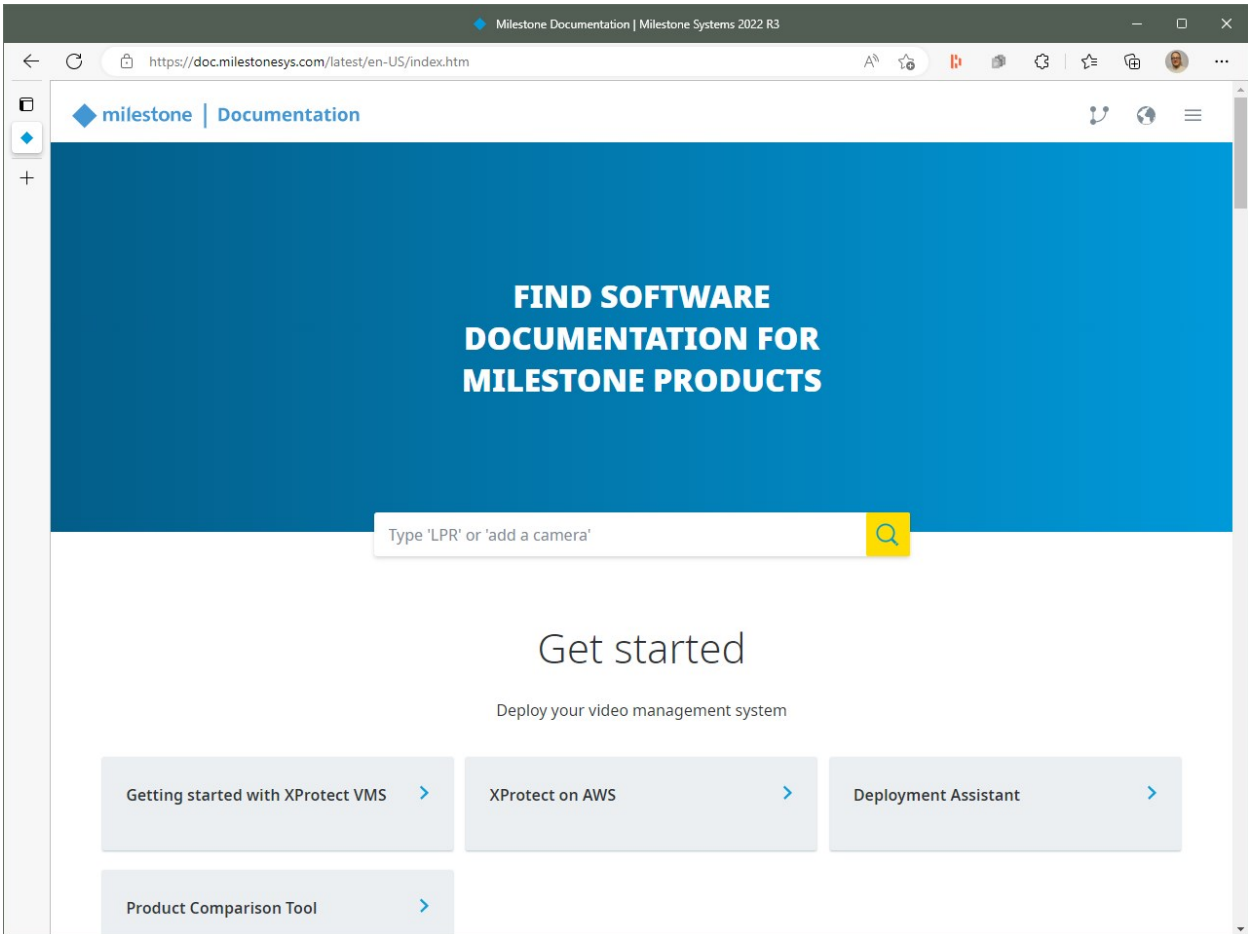 Milestone Documentation | Milestone Systems 2022 R3
https://doc.milestonesys.com/latest/en-US/index.htm
milestone | Documentation
FIND SOFTWARE
DOCUMENTATION FOR
MILESTONE PRODUCTS
Type 'LPR' or 'add a camera'
Get started
Deploy your video management system
Getting started with XProtect VMS
XProtect on AWS
Deployment Assistant
Product Comparison Tool